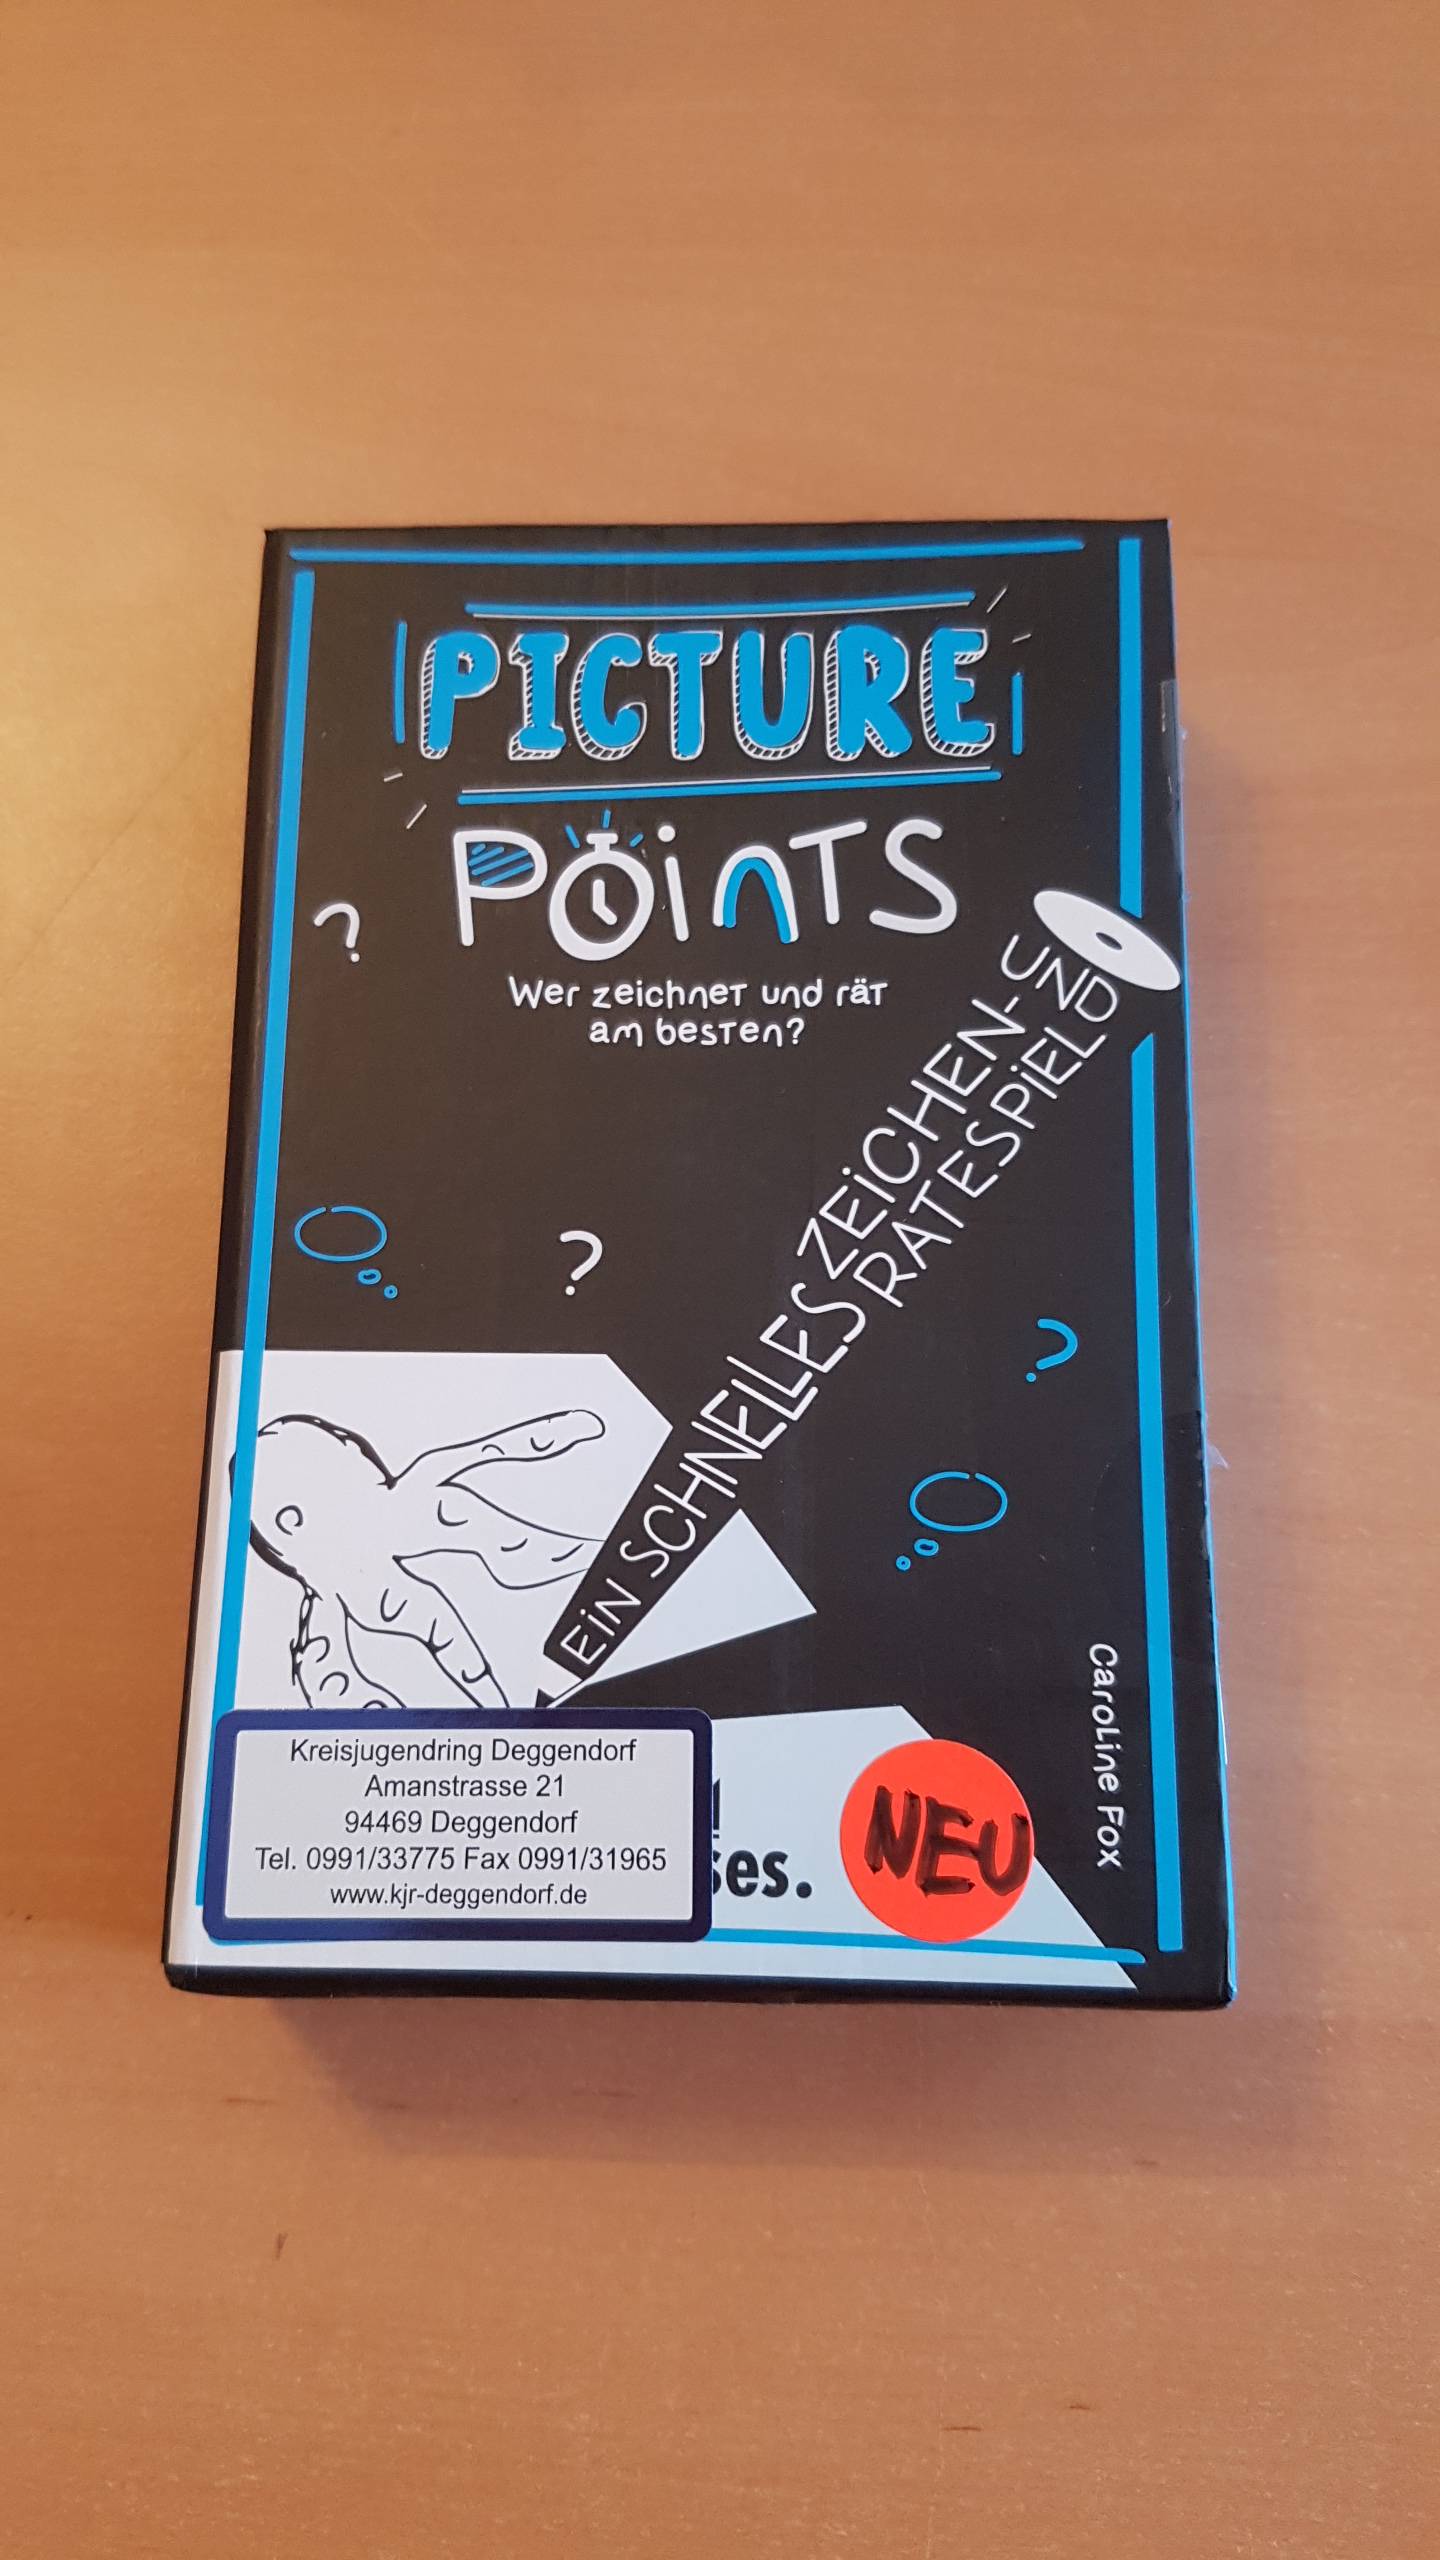 PICTURE
POINTS
Wer zeichnet und rät
am besten?
EIN SCHNELLES ZEICHEN- UND
RATESPIEL
Caroline Fox
Kreisjugendring Deggendorf
Amanstrasse 21
94469 Deggendorf
Tel. 0991/33775 Fax 0991/31965
www.kjr-deggendorf.de
NEU